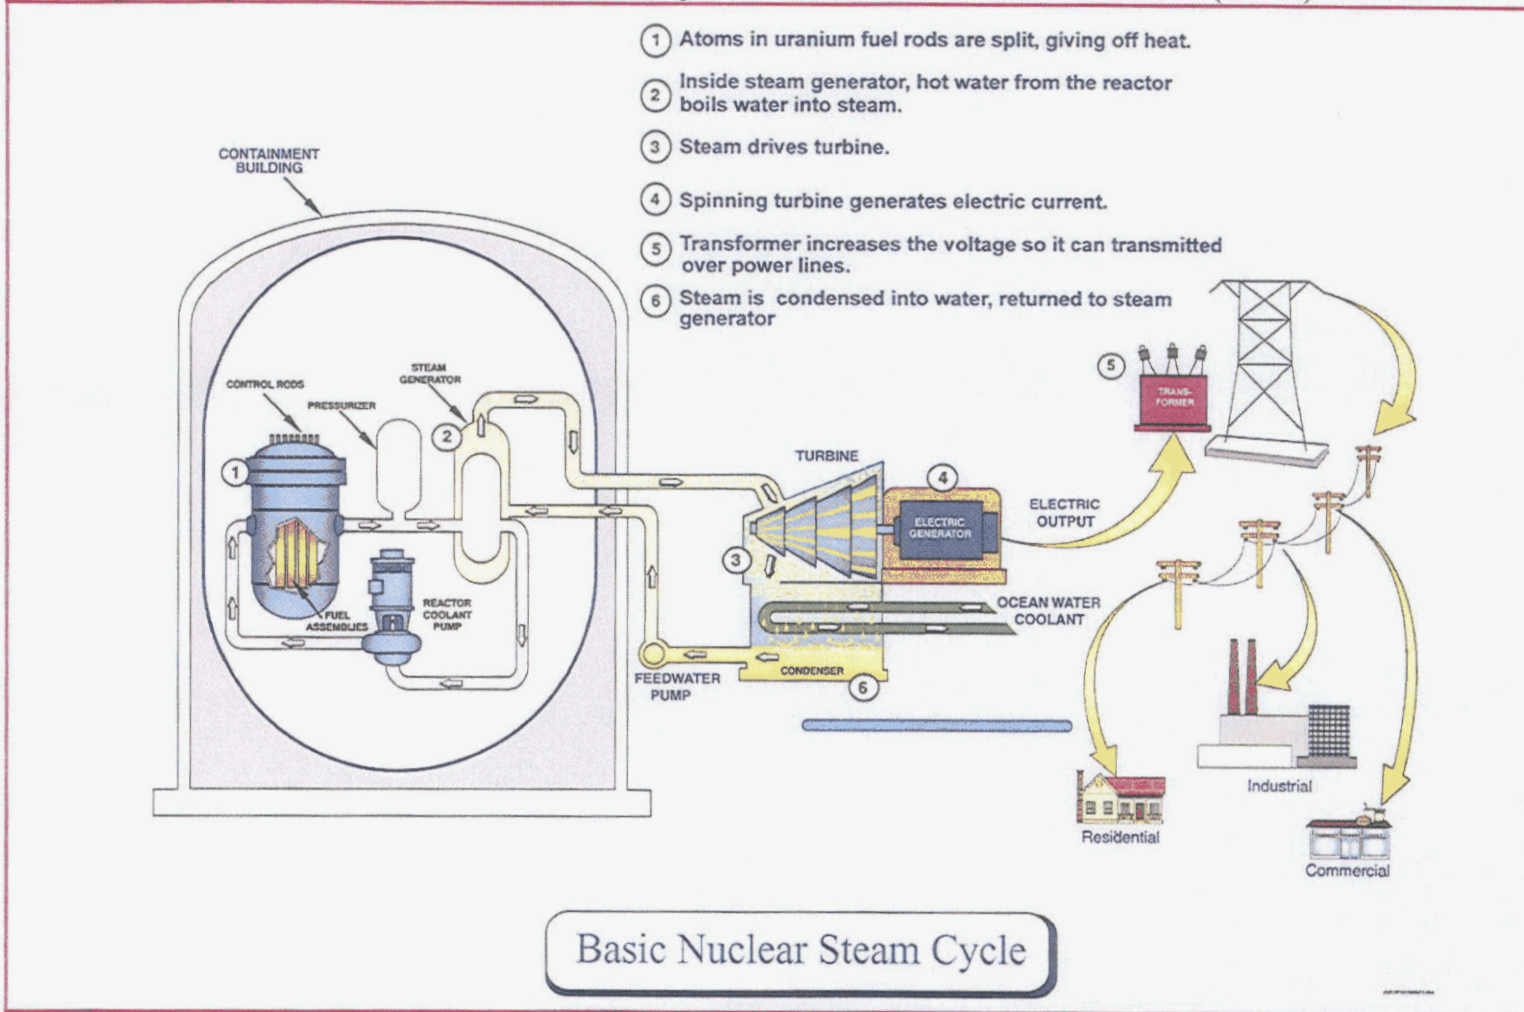 1 Atoms in uranium fuel rods are split, giving off heat.
2 Inside steam generator, hot water from the reactor
boils water into steam.
3 Steam drives turbine.
4 Spinning turbine generates electric current.
5 Transformer increases the voltage so it can transmitted
over power lines.
6 Steam is condensed into water, returned to steam
generator
CONTAINMENT
BUILDING
CONTROL RODS
PRESSURIZER
STEAM
GENERATOR
1
2
FUEL
ASSEMBLIES
REACTOR
COOLANT
PUMP
FEEDWATER
PUMP
TURBINE
3
4
ELECTRIC
GENERATOR
ELECTRIC
OUTPUT
5
TRANS-
FORMER
OCEAN WATER
COOLANT
CONDENSER
6
Residential
Industrial
Commercial
Basic Nuclear Steam Cycle